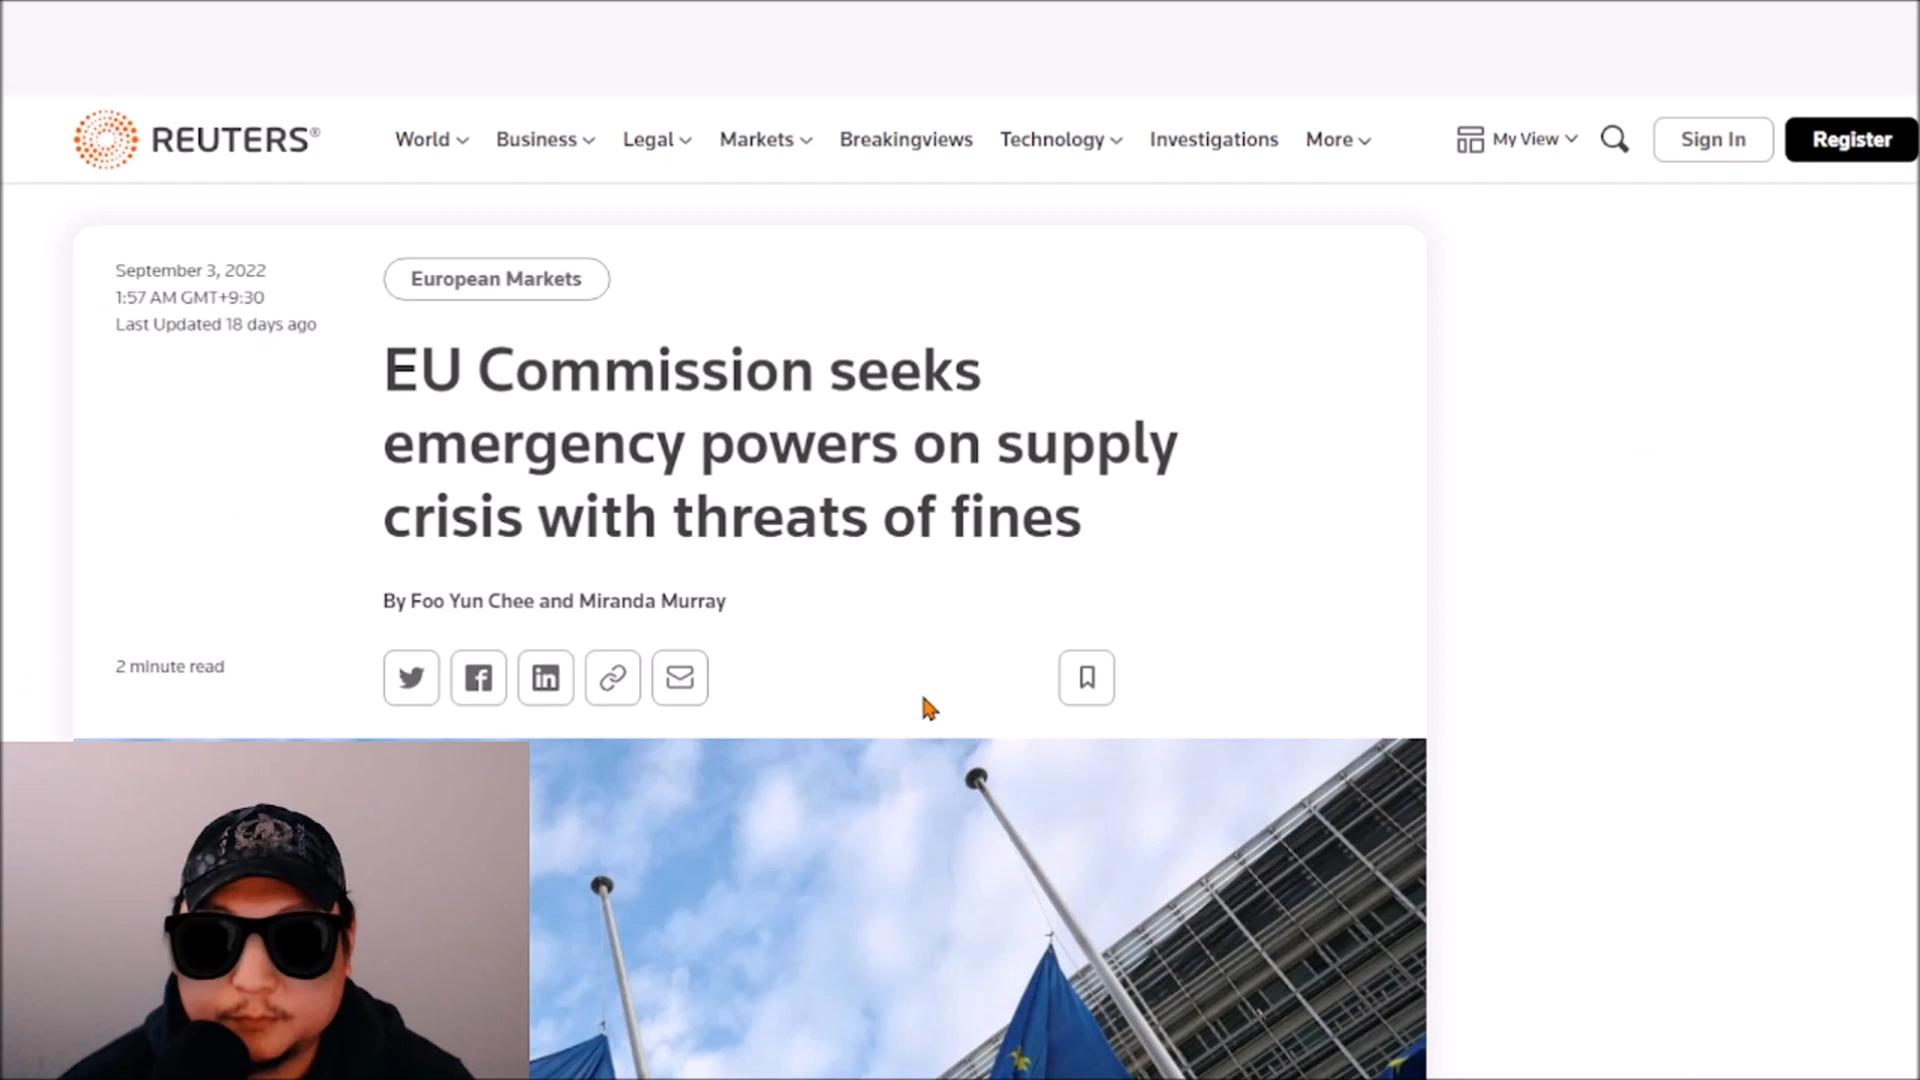 REUTERS®
World
Business
Legal
Markets
Breakingviews
Technology
Investigations
More
My View
Sign In
Register
September 3, 2022
1:57 AM GMT+9:30
Last Updated 18 days ago
European Markets
EU Commission seeks
emergency powers on supply
crisis with threats of fines
By Foo Yun Chee and Miranda Murray
2 minute read